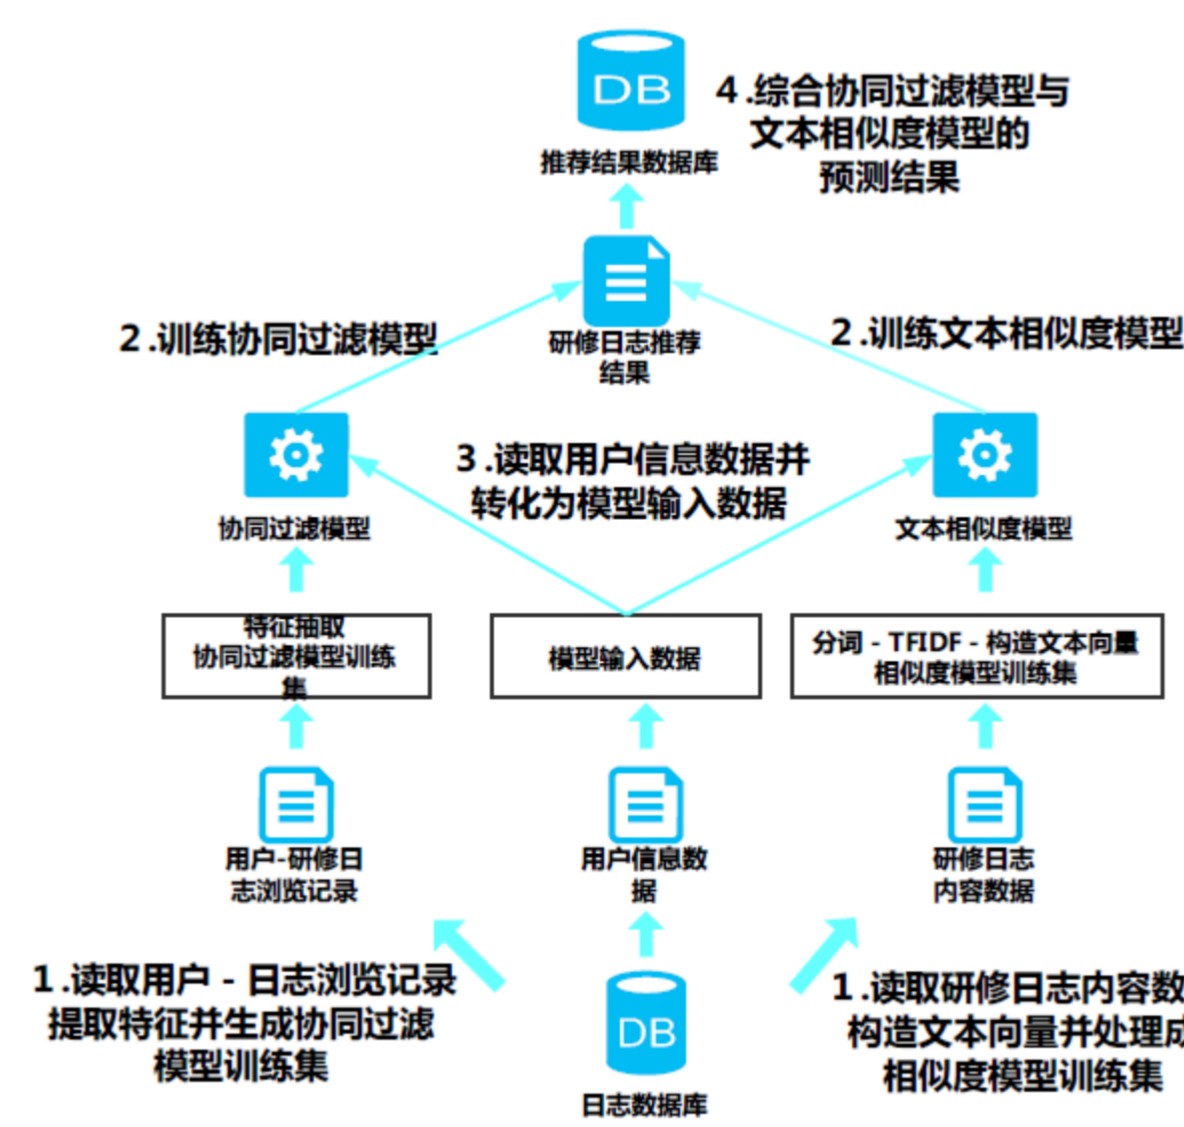 DB
推荐结果数据库
4.综合协同过滤模型与
文本相似度模型的
预测结果
2.训练协同过滤模型
研修日志推荐
结果
2.训练文本相似度模型
3.读取用户信息数据并
转化为模型输入数据
协同过滤模型
文本相似度模型
特征抽取
协同过滤模型训练
集
模型输入数据
分词 - TFIDF - 构造文本向量
相似度模型训练集
用户-研修日
志浏览记录
用户信息数
据
研修日志
内容数据
1.读取用户 - 日志浏览记录
提取特征并生成协同过滤
模型训练集
DB
日志数据库
1.读取研修日志内容数
构造文本向量并处理成
相似度模型训练集